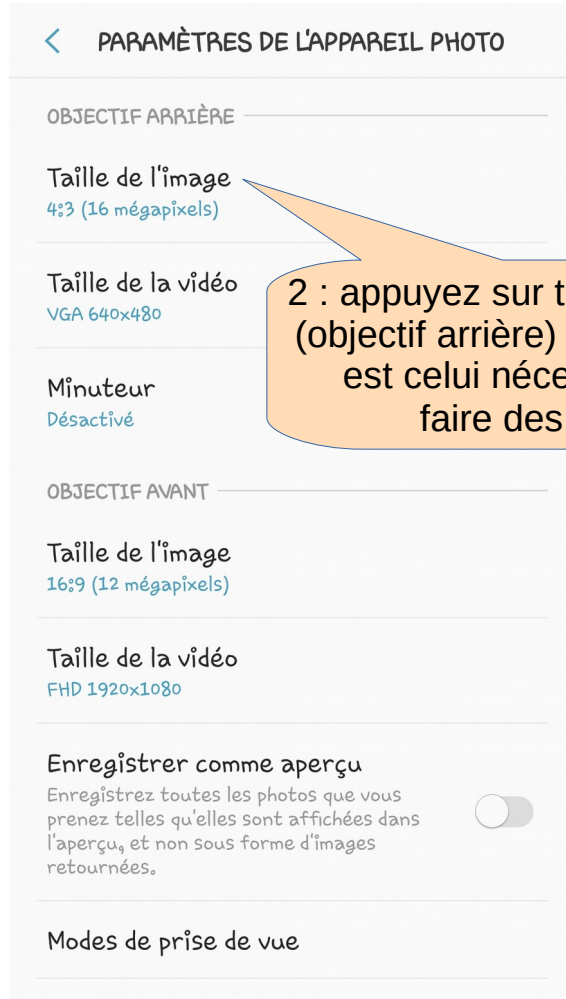 PARAMÈTRES DE L'APPAREIL PHOTO
OBJECTIF ARRIÈRE
Taille de l'image
4:3 (16 mégapixels)
Taille de la vidéo
VGA 640x480
Minuteur
Désactivé
2 : appuyez sur
(objectif arrière)
est celui
faire des
OBJECTIF AVANT
Taille de l'image
16:9 (12 mégapixels)
Taille de la vidéo
FHD 1920x1080
Enregistrer comme aperçu
Enregistrez toutes les photos que vous
prenez telles qu'elles sont affichées dans
l'aperçu, et non sous forme d'images
retournées.
Modes de prise de vue